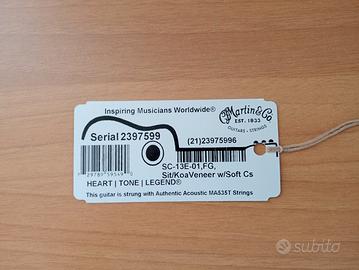 Inspiring Musicians Worldwide®
Martin & Co
EST. 1833
GUITARS • STRINGS
Serial 2397599
(21)23975996
SC-13E-01,FG,
Sit/KoaVeneer w/Soft Cs
HEART | TONE | LEGEND®
This guitar is strung with Authentic Acoustic MA535T Strings
subito